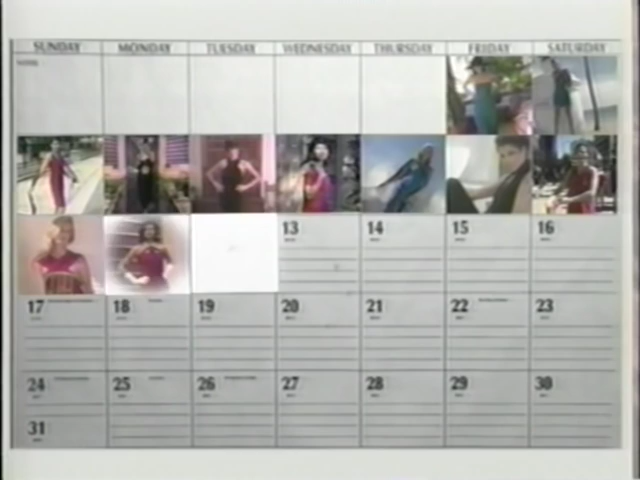 SUNDAY MONDAY TUESDAY WEDNESDAY THURSDAY FRIDAY SATURDAY
13 14 15 16
17 18 19 20 21 22 23
24 25 26 27 28 29 30
31